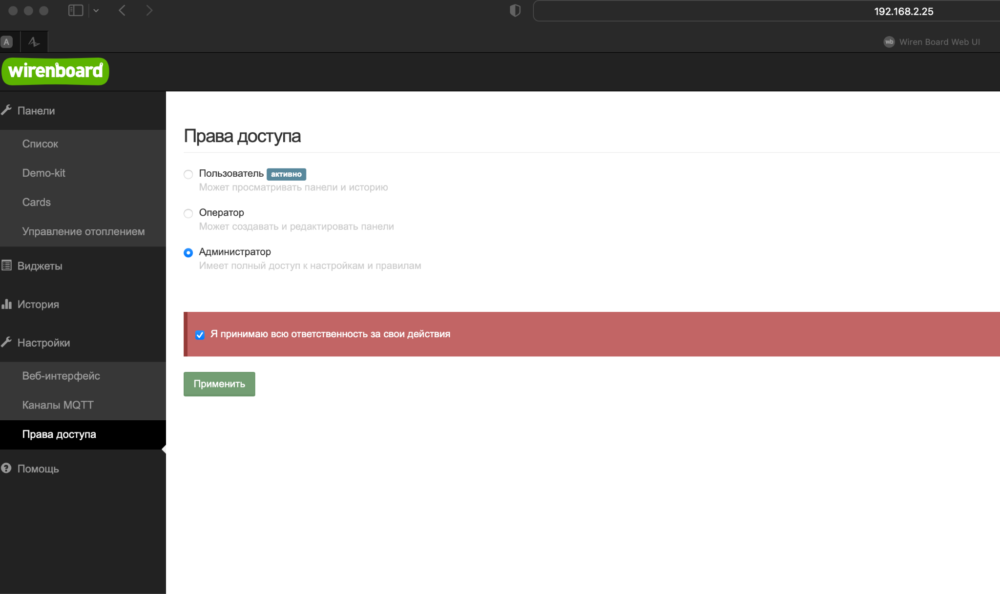 192.168.2.25
A
wb Wiren Board Web UI
wirenboard
Панели
Список
Demo-kit
Cards
Управление отоплением
Виджеты
История
Настройки
Веб-интерфейс
Каналы MQTT
Права доступа
Помощь
Права доступа
Пользователь активно
Может просматривать панели и историю
Оператор
Может создавать и редактировать панели
Администратор
Имеет полный доступ к настройкам и правилам
Я принимаю всю ответственность за свои действия
Применить